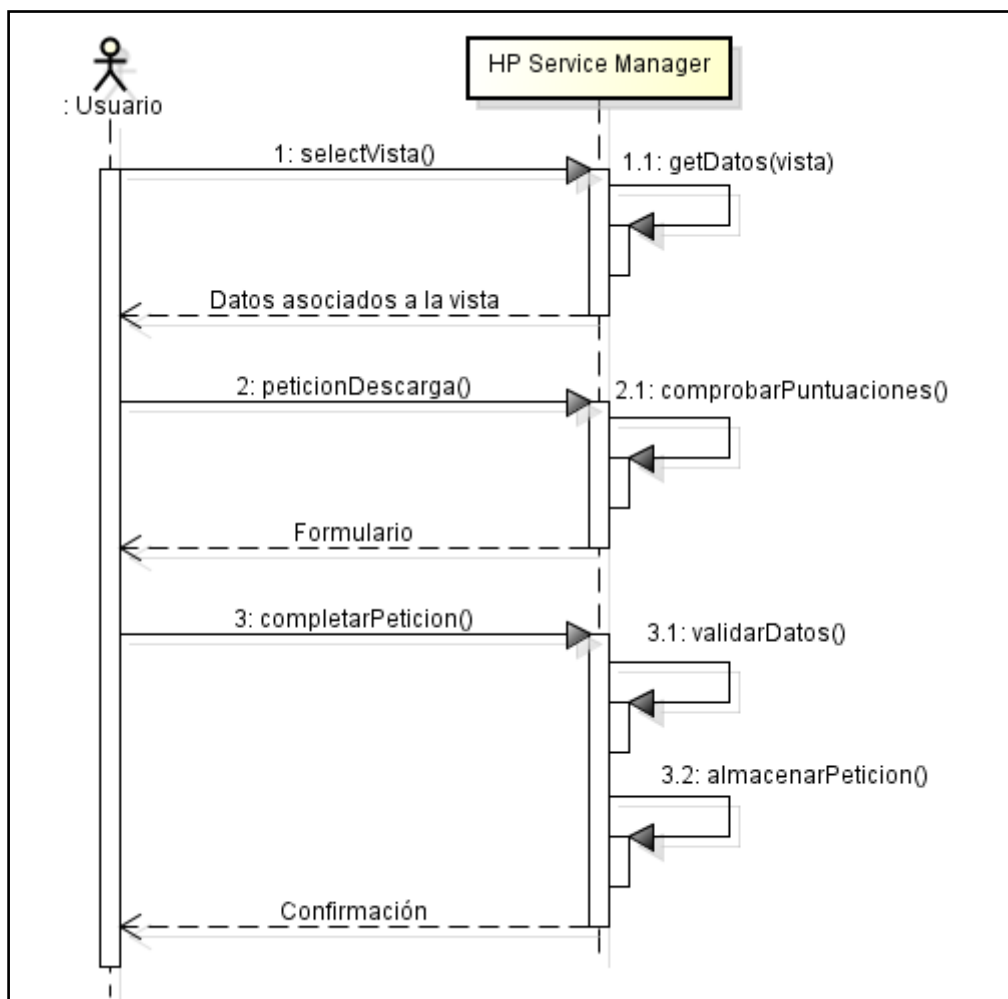 HP Service Manager
: Usuario
1: selectVista()
1.1: getDatos(vista)
Datos asociados a la vista
2: peticionDescarga()
2.1: comprobarPuntuaciones()
Formulario
3: completarPeticion()
3.1: validarDatos()
3.2: almacenarPeticion()
Confirmación